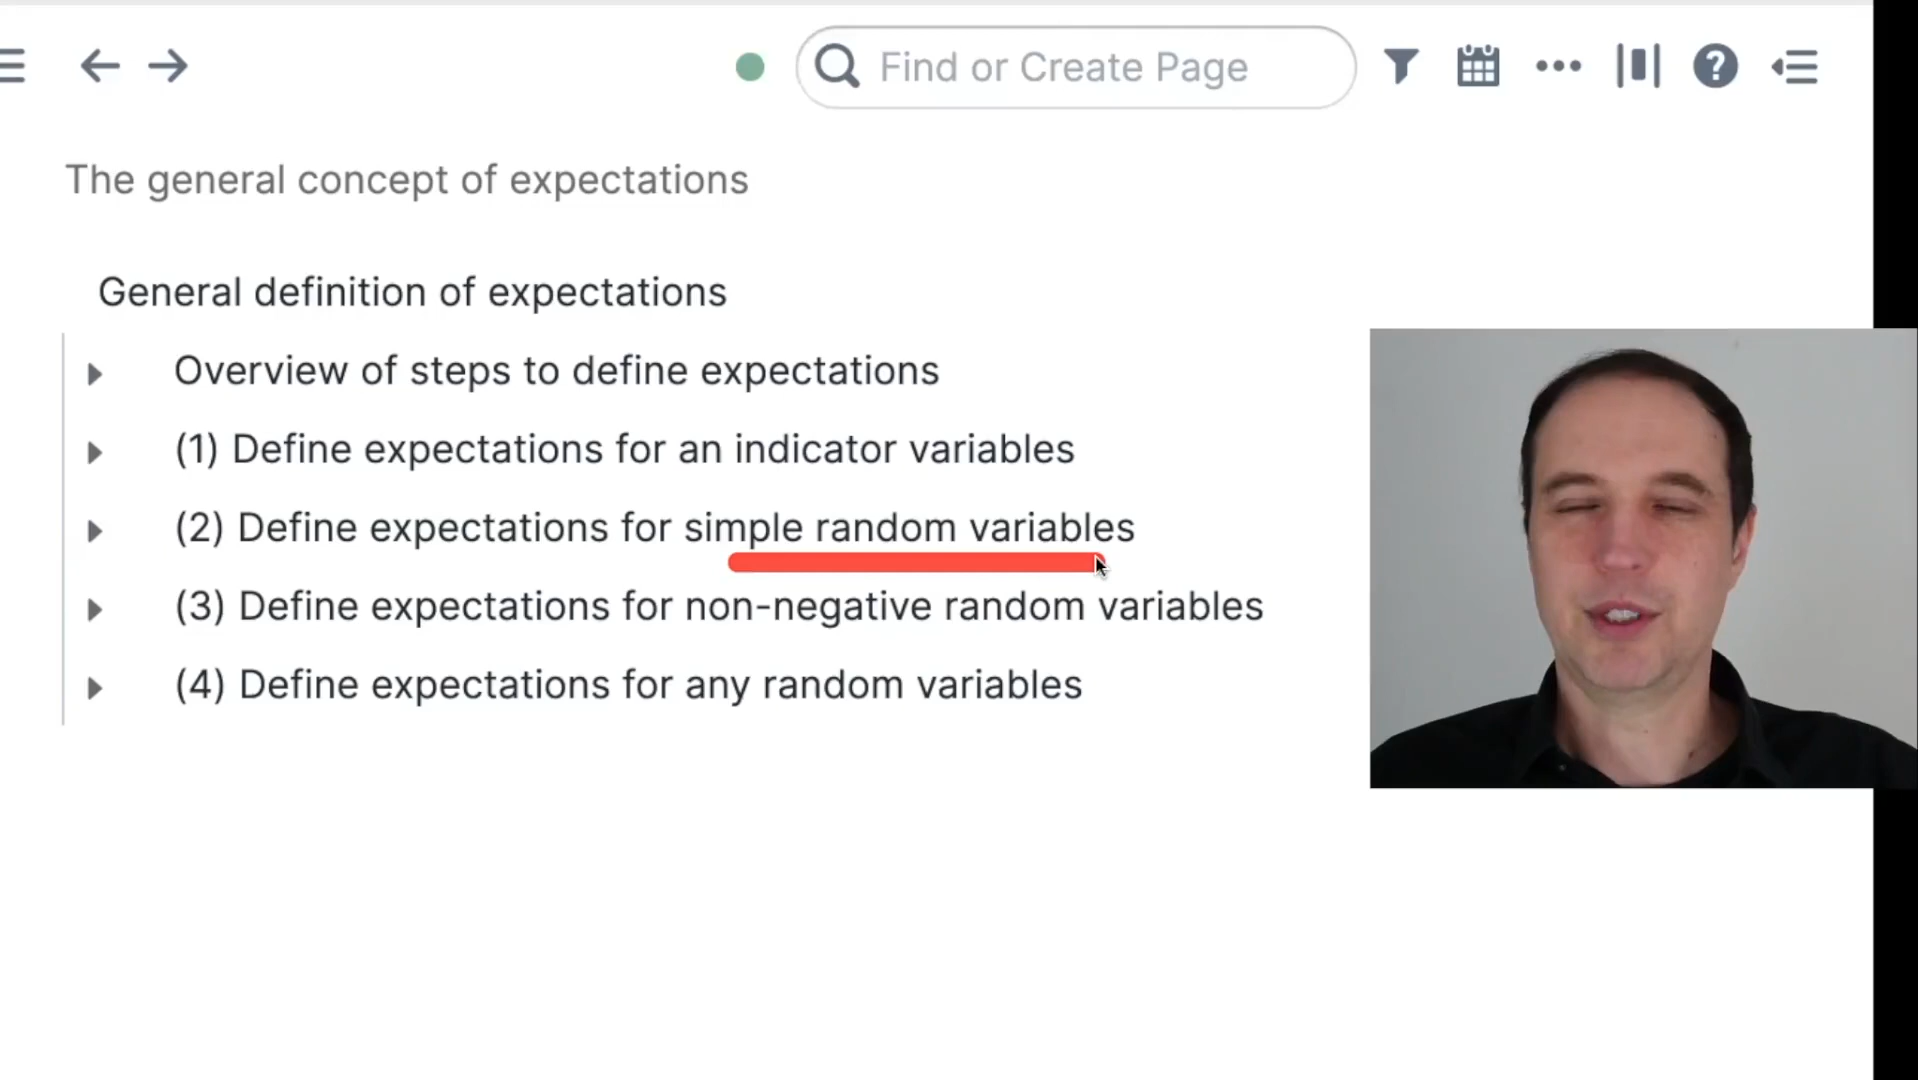 Find or Create Page
The general concept of expectations
General definition of expectations
Overview of steps to define expectations
(1) Define expectations for an indicator variables
(2) Define expectations for simple random variables
(3) Define expectations for non-negative random variables
(4) Define expectations for any random variables